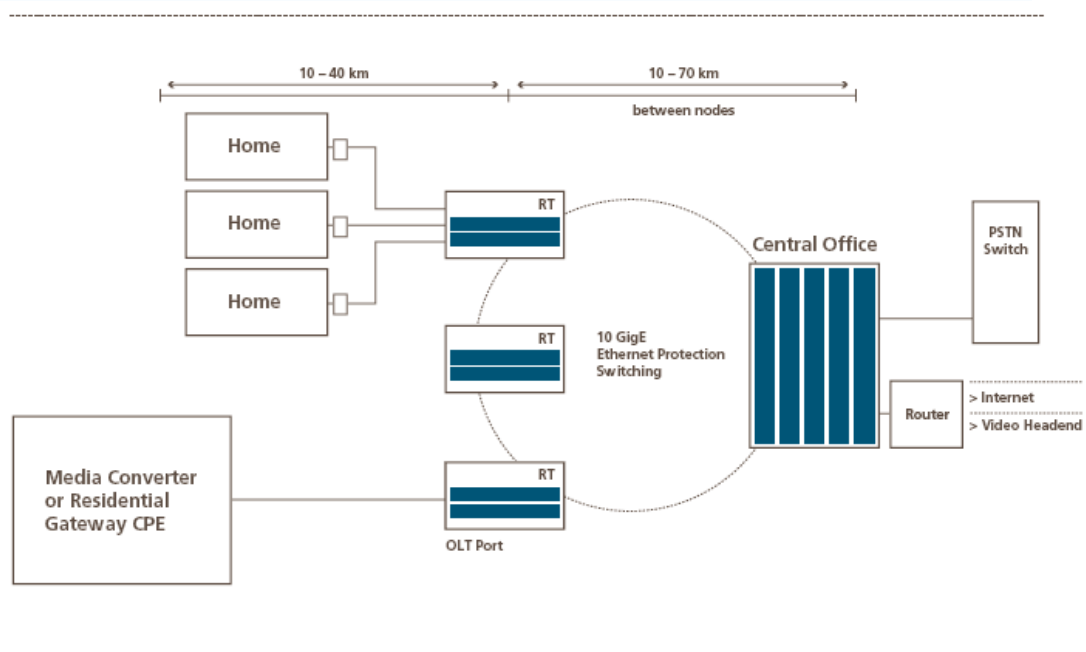 10 – 40 km
10 – 70 km
between nodes
Home
Home
Home
RT
RT
RT
OLT Port
10 GigE
Ethernet Protection
Switching
Central Office
PSTN
Switch
Router
> Internet
> Video Headend
Media Converter
or Residential
Gateway CPE